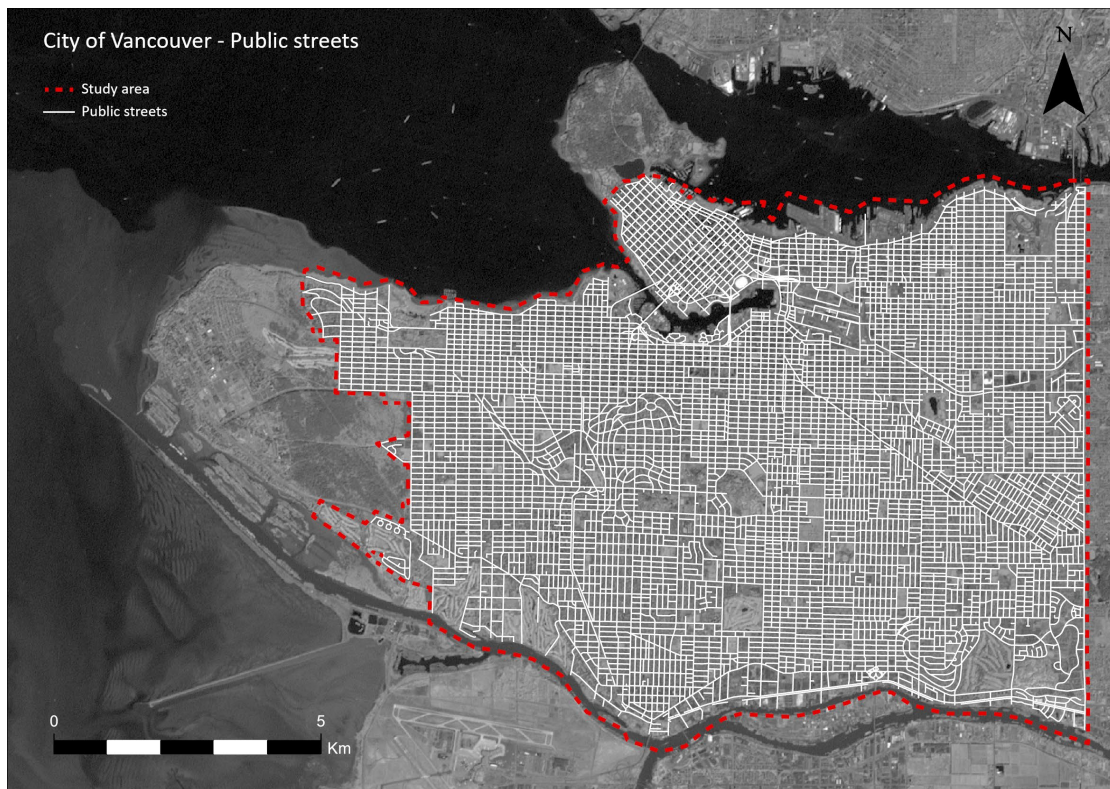 City of Vancouver - Public streets
N
Study area
Public streets
0 5
Km